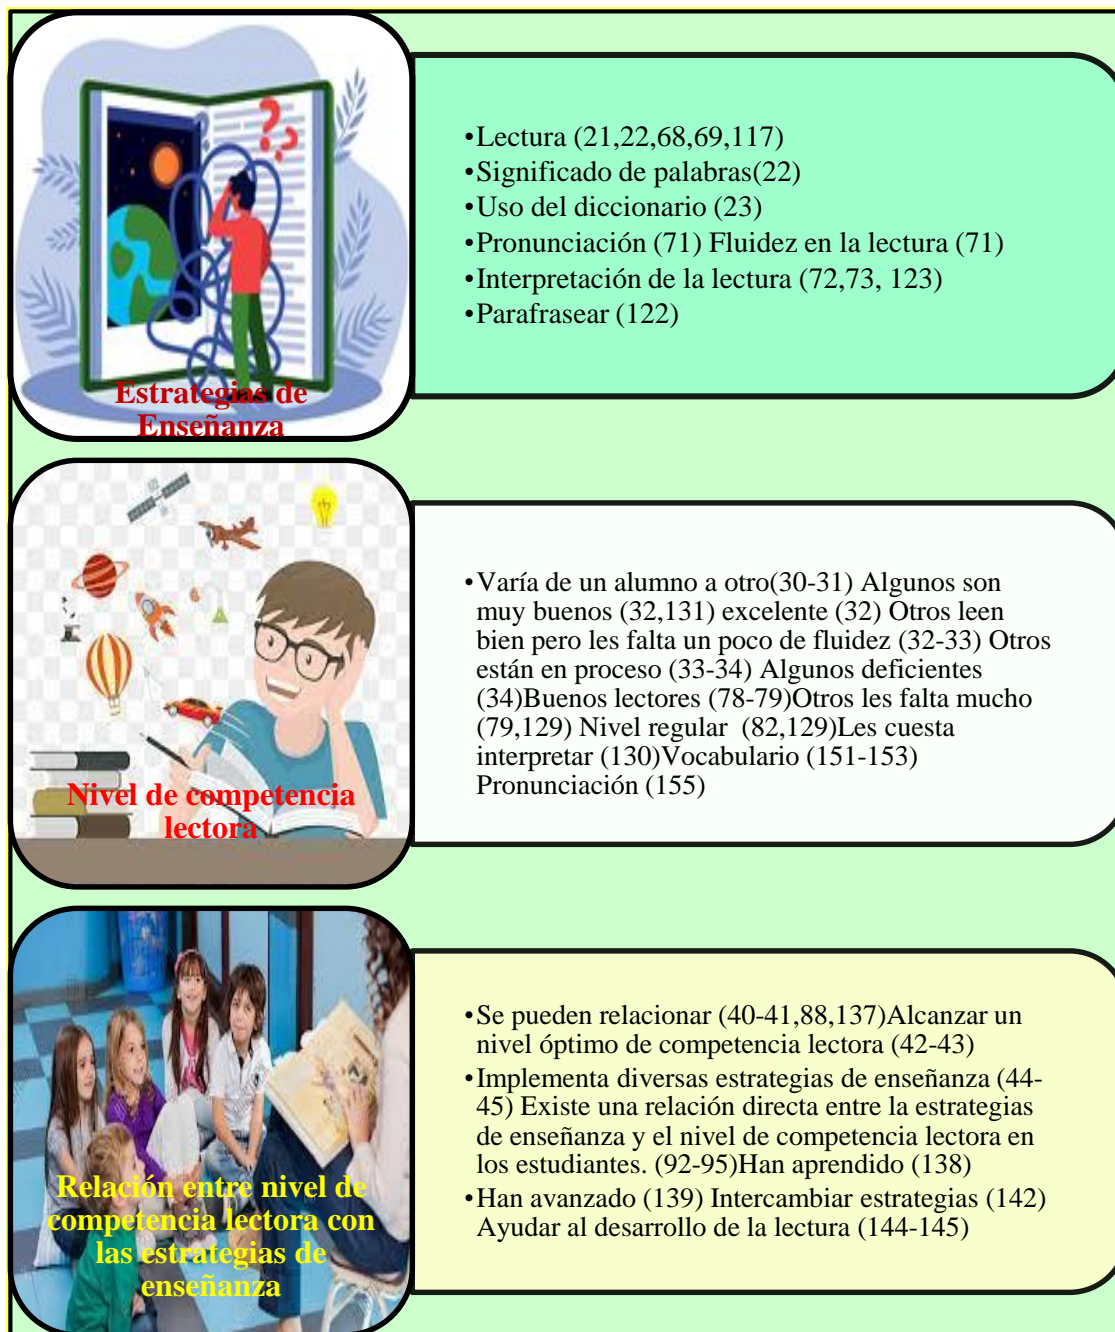 •Lectura (21,22,68,69,117)
•Significado de palabras(22)
•Uso del diccionario (23)
•Pronunciación (71) Fluidez en la lectura (71)
•Interpretación de la lectura (72,73, 123)
•Parafrasear (122)
Estrategias de
Enseñanza
•Varía de un alumno a otro(30-31) Algunos son
muy buenos (32,131) excelente (32) Otros leen
bien pero les falta un poco de fluidez (32-33) Otros
están en proceso (33-34) Algunos deficientes
(34)Buenos lectores (78-79)Otros les falta mucho
(79,129) Nivel regular (82,129)Les cuesta
interpretar (130)Vocabulario (151-153)
Pronunciación (155)
Nivel de competencia
lectora
•Se pueden relacionar (40-41,88,137)Alcanzar un
nivel óptimo de competencia lectora (42-43)
•Implementa diversas estrategias de enseñanza (44-
45) Existe una relación directa entre la estrategias
de enseñanza y el nivel de competencia lectora en
los estudiantes. (92-95)Han aprendido (138)
•Han avanzado (139) Intercambiar estrategias (142)
Ayudar al desarrollo de la lectura (144-145)
Relación entre nivel de
competencia lectora con
las estrategias de
enseñanza